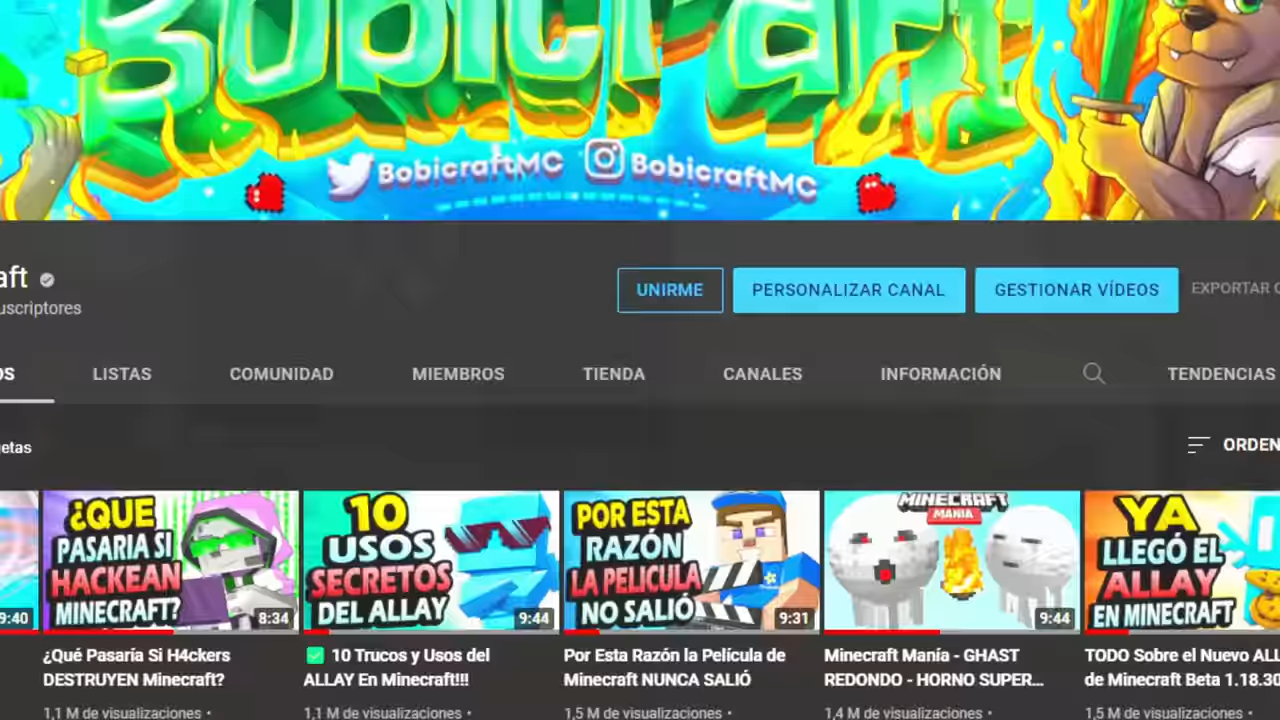 BobicraftMC BobicraftMC
aft
uscriptores
UNIRME PERSONALIZAR CANAL GESTIONAR VÍDEOS EXPORTAR
OS LISTAS COMUNIDAD MIEMBROS TIENDA CANALES INFORMACIÓN TENDENCIAS
etas
ORDEN
9:40
¿QUE
PASARIA SI
HACKEAN
MINECRAFT?
8:34
10
USOS
SECRETOS
DEL ALLAY
9:44
POR ESTA
RAZÓN
LA PELICULA
NO SALIÓ
9:31
MINECRAFT
MANIA
9:44
YA
LLEGÓ EL
ALLAY
EN MINECRAFT
¿Qué Pasaría Si H4ckers
DESTRUYEN Minecraft?
1,1 M de visualizaciones •
✅ 10 Trucos y Usos del
ALLAY En Minecraft!!!
1,1 M de visualizaciones •
Por Esta Razón la Película de
Minecraft NUNCA SALIÓ
1,5 M de visualizaciones •
Minecraft Manía - GHAST
REDONDO - HORNO SUPER...
1,4 M de visualizaciones •
TODO Sobre el Nuevo ALL
de Minecraft Beta 1.18.30
1,5 M de visualizaciones •